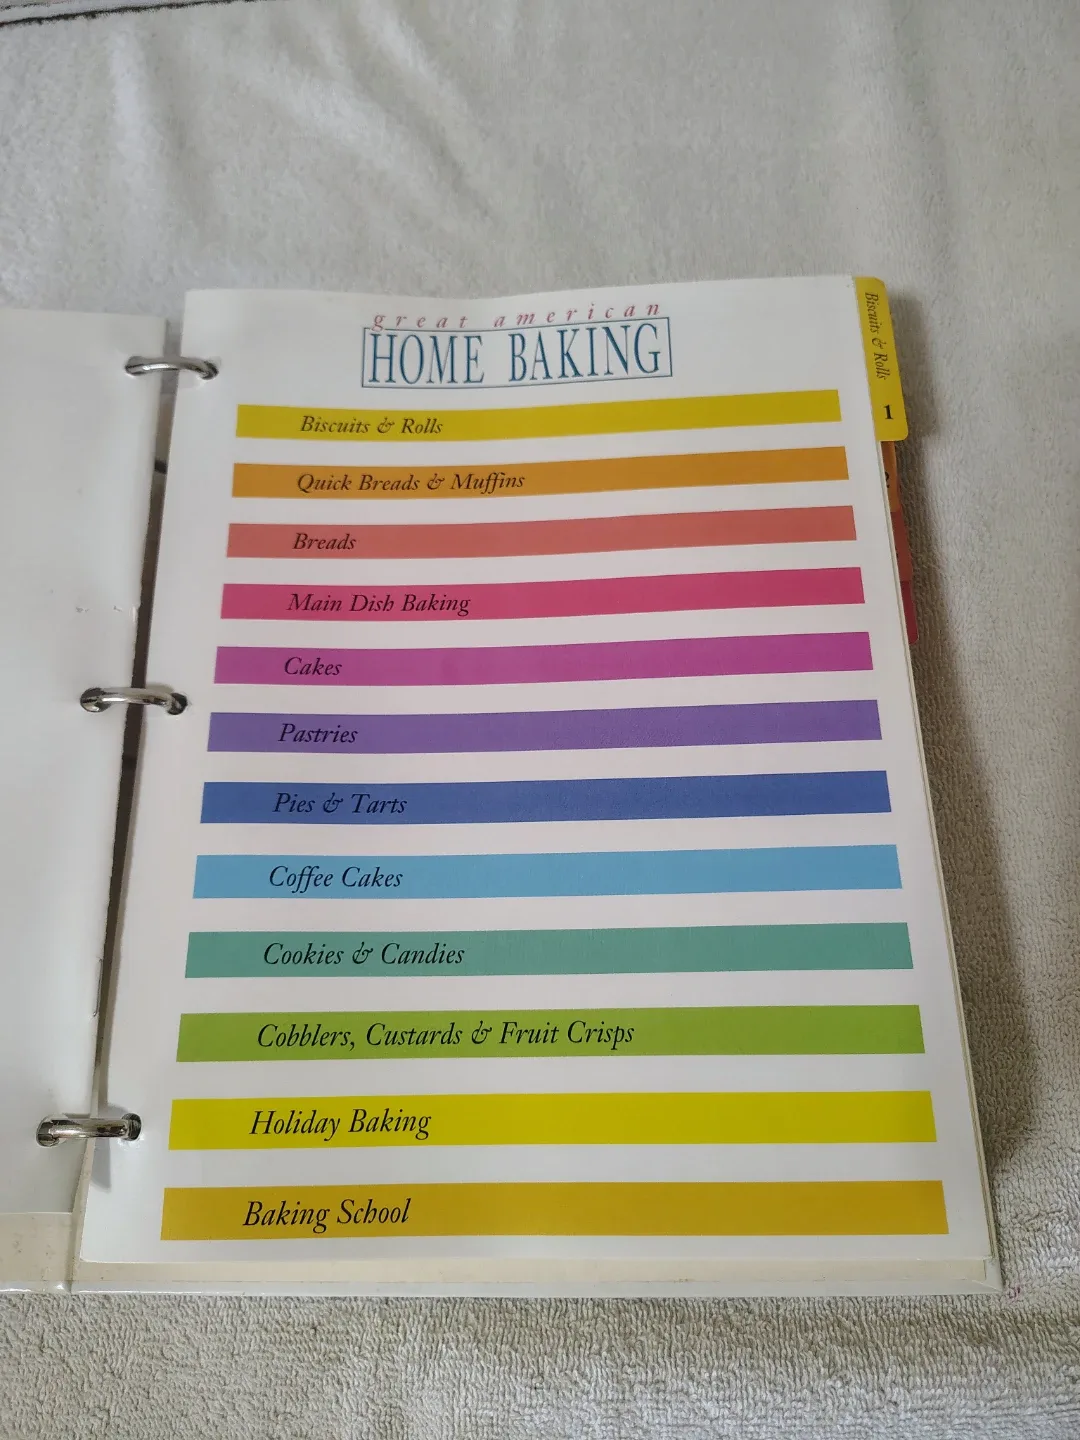 great american
HOME BAKING
Biscuits & Rolls
Quick Breads & Muffins
Breads
Main Dish Baking
Cakes
Pastries
Pies & Tarts
Coffee Cakes
Cookies & Candies
Cobblers, Custards & Fruit Crisps
Holiday Baking
Baking School
Biscuits & Rolls
1
2